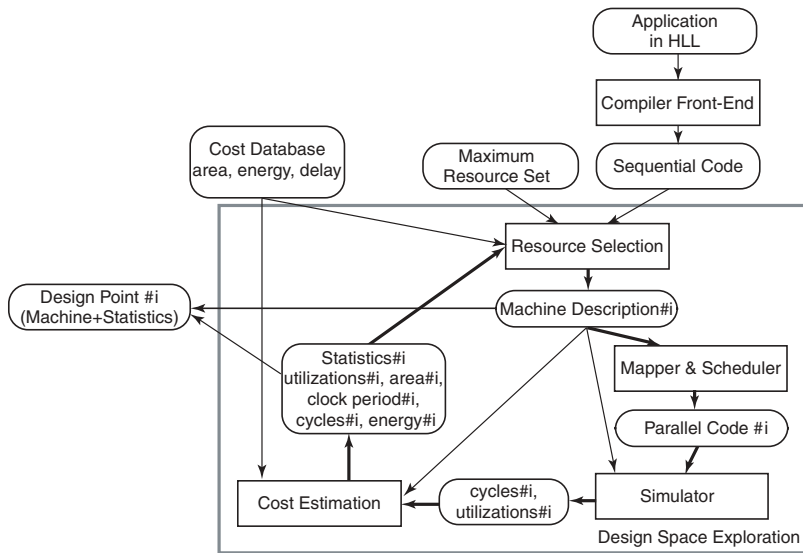 Application
in HLL
Compiler Front-End
Cost Database
area, energy, delay
Maximum
Resource Set
Sequential Code
Resource Selection
Design Point #i
(Machine+Statistics)
Machine Description#i
Statistics#i
utilizations#i, area#i,
clock period#i,
cycles#i, energy#i
Mapper & Scheduler
Parallel Code #i
Cost Estimation
cycles#i,
utilizations#i
Simulator
Design Space Exploration